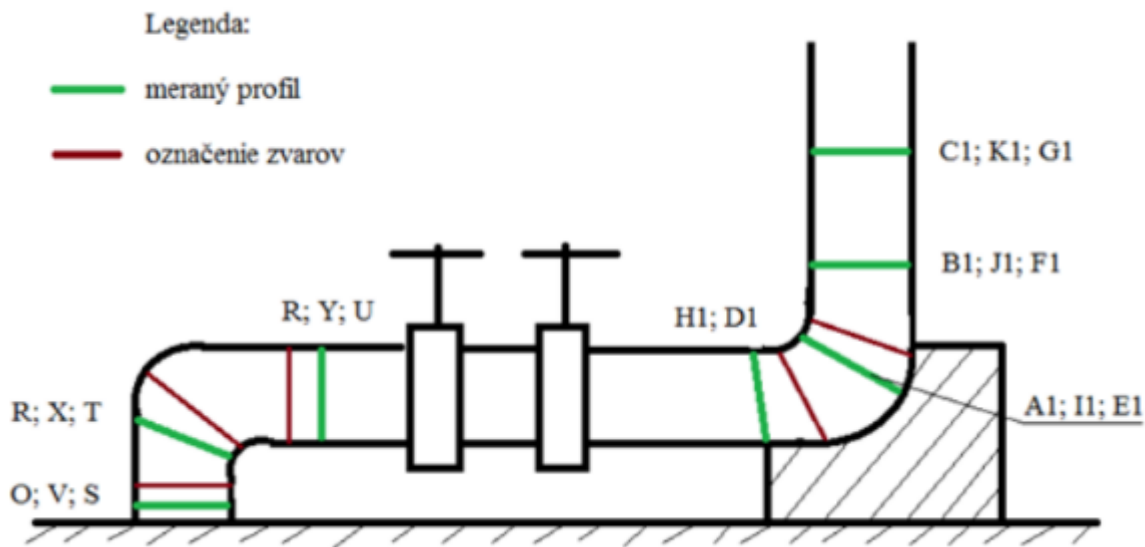 Legenda:
meraný profil
označenie zvarov
C1; K1; G1
B1; J1; F1
R; Y; U
H1; D1
R; X; T
A1; I1; E1
O; V; S